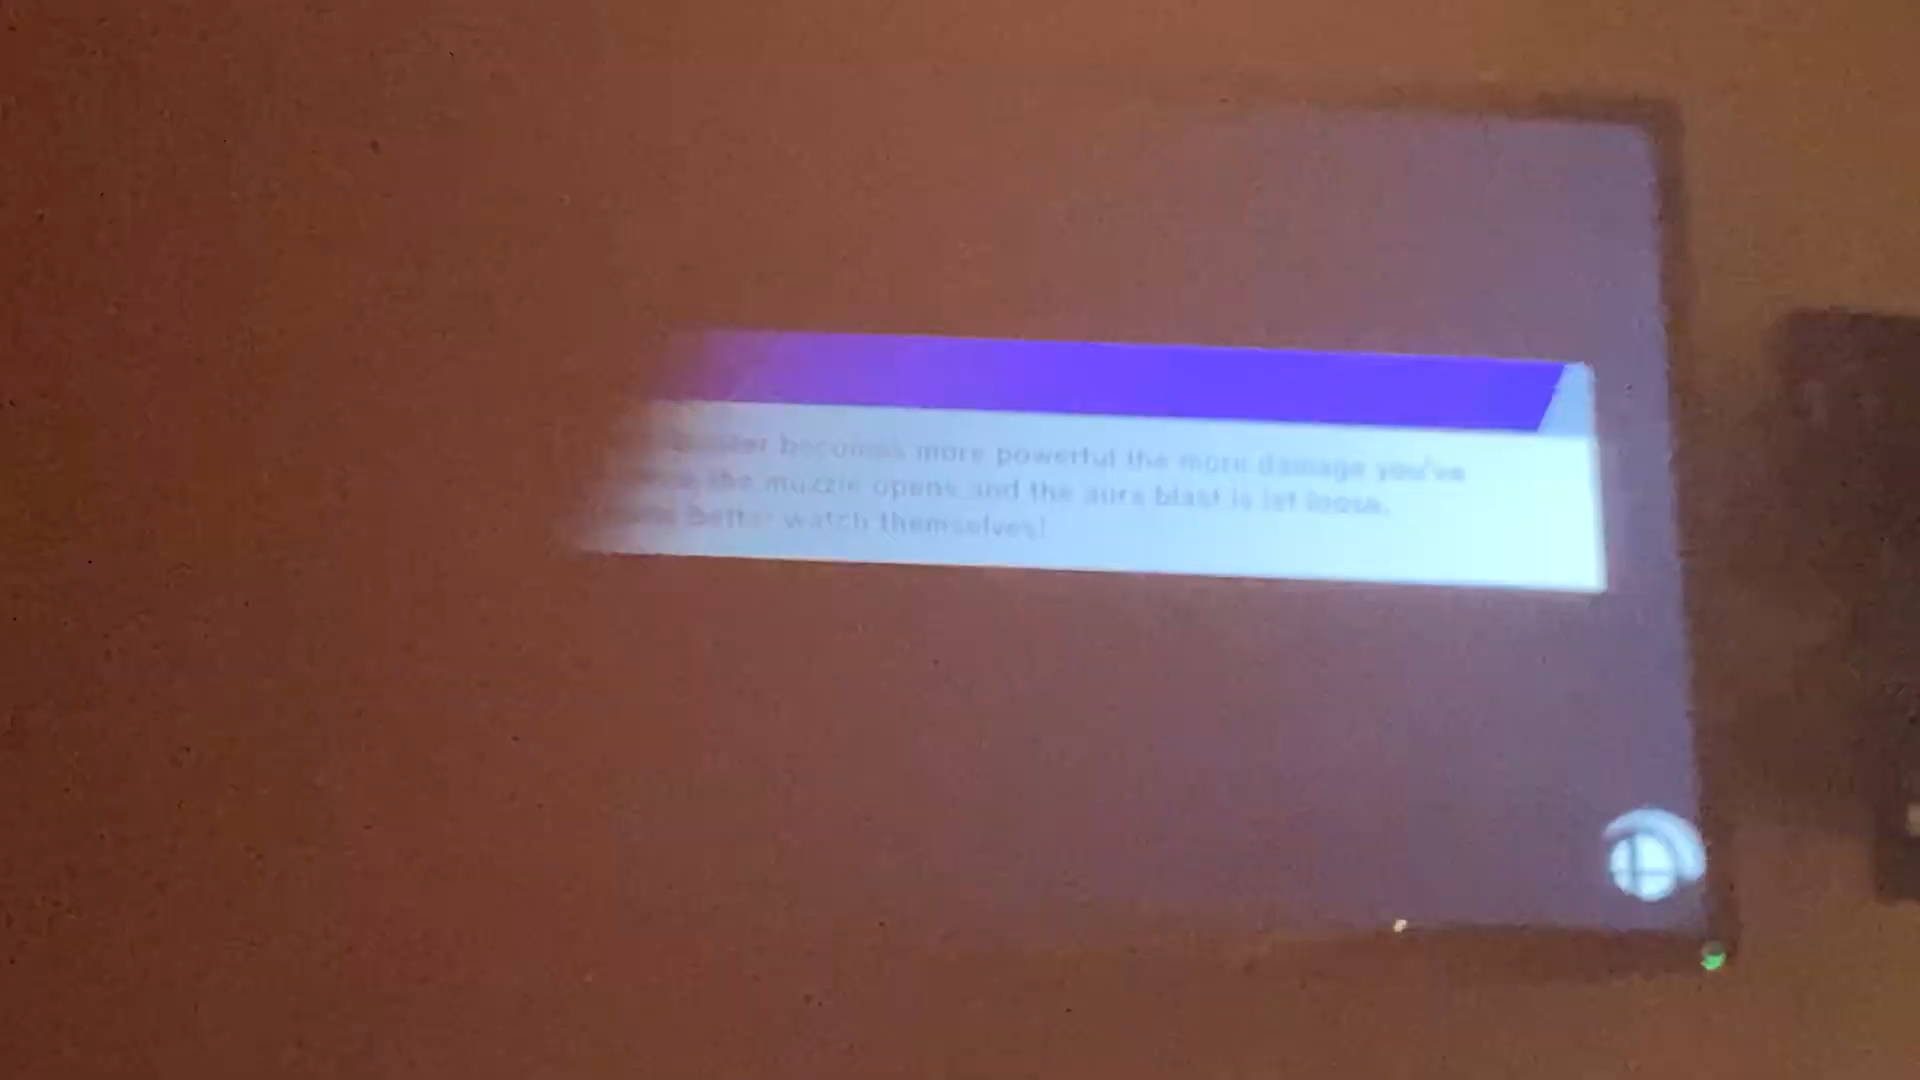 becomes more powerful the more damage you've
the muzzle opens and the aura blast is let loose.
better watch themselves!